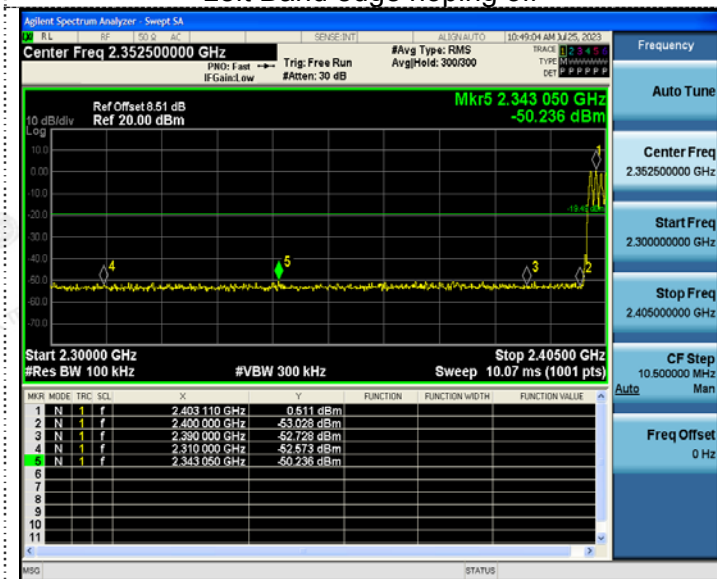 Agilent Spectrum Analyzer - Swept SA
RL RF 50 Ω AC SENSE:INT ALIGN AUTO 10:49:04 AM Jul 25, 2023
Center Freq 2.352500000 GHz #Avg Type: RMS TRACE 1 2 3 4 5 6
PNO: Fast Trig: Free Run Avg|Hold: 300/300 TYPE M
IFGain:Low #Atten: 30 dB DET P P P P P P
Frequency
Mkr5 2.343 050 GHz
-50.236 dBm
Ref Offset 8.51 dB
10 dB/div Ref 20.00 dBm
Log
10.0
0.00
-10.0
-20.0
-30.0
-40.0
-50.0
-60.0
-70.0
1
4
5
3
2
Start 2.30000 GHz Stop 2.40500 GHz
#Res BW 100 kHz #VBW 300 kHz Sweep 10.07 ms (1001 pts)
MKR MODE TRC SCL X Y FUNCTION FUNCTION WIDTH FUNCTION VALUE
1 N 1 f 2.403 110 GHz 0.511 dBm
2 N 1 f 2.400 000 GHz -53.028 dBm
3 N 1 f 2.390 000 GHz -52.728 dBm
4 N 1 f 2.310 000 GHz -52.573 dBm
5 N 1 f 2.343 050 GHz -50.236 dBm
6
7
8
9
10
11
MSG STATUS
Auto Tune
Center Freq
2.352500000 GHz
Start Freq
2.300000000 GHz
Stop Freq
2.405000000 GHz
CF Step
10.500000 MHz
Auto Man
Freq Offset
0 Hz